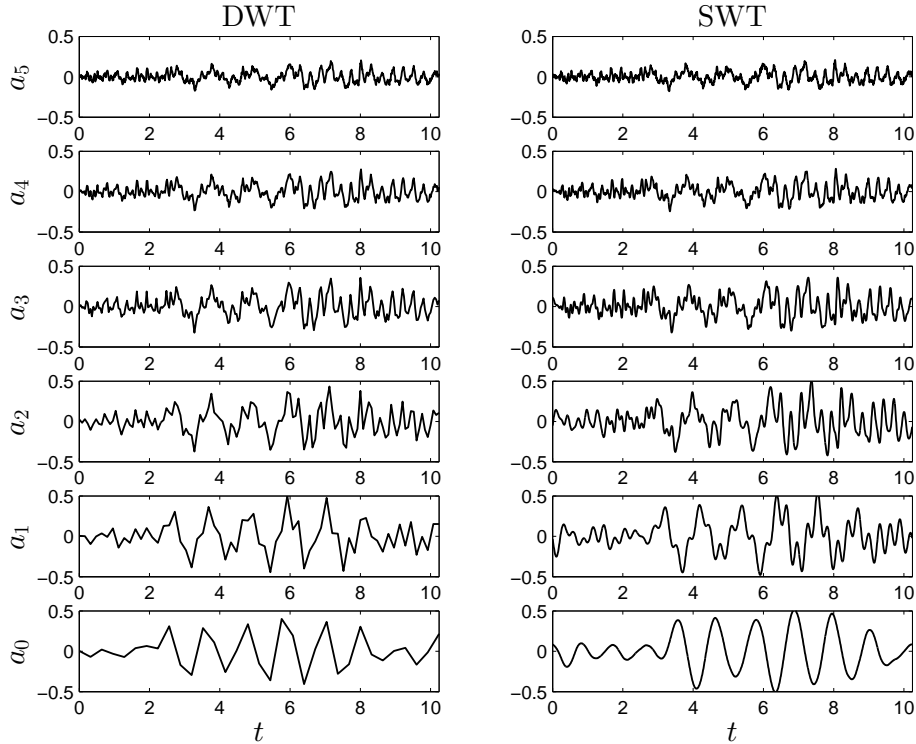 DWT SWT
a5 0.5 0 −0.5 0 2 4 6 8 10 0.5 0 −0.5 0 2 4 6 8 10
a4 0.5 0 −0.5 0 2 4 6 8 10 0.5 0 −0.5 0 2 4 6 8 10
a3 0.5 0 −0.5 0 2 4 6 8 10 0.5 0 −0.5 0 2 4 6 8 10
a2 0.5 0 −0.5 0 2 4 6 8 10 0.5 0 −0.5 0 2 4 6 8 10
a1 0.5 0 −0.5 0 2 4 6 8 10 0.5 0 −0.5 0 2 4 6 8 10
a0 0.5 0 −0.5 0 2 4 6 8 10 0.5 0 −0.5 0 2 4 6 8 10
t t